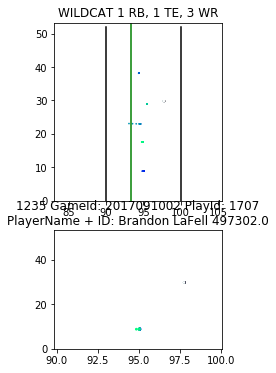 WILDCAT 1 RB, 1 TE, 3 WR
50
40
30
20
10
0
85 90 95 100 105
1235 GameId: 2017091002 PlayId: 1707
PlayerName + ID: Brandon LaFell 497302.0
40
20
0
90.0 92.5 95.0 97.5 100.0